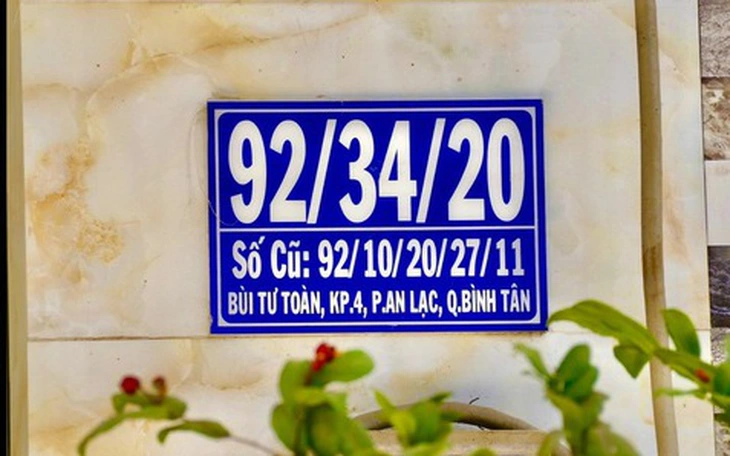 92/34/20
Số Cũ: 92/10/20/27/11
BÙI TƯ TOÀN, KP.4, P.AN LẠC, Q.BÌNH TÂN